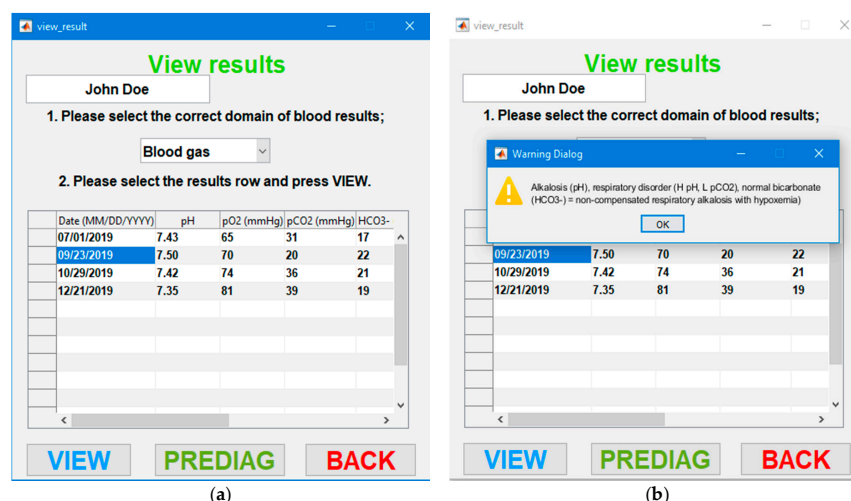 view_result
View results
John Doe
1. Please select the correct domain of blood results;
Blood gas
2. Please select the results row and press VIEW.
Date (MM/DD/YYYY) pH pO2 (mmHg) pCO2 (mmHg) HCO3-
07/01/2019 7.43 65 31 17
09/23/2019 7.50 70 20 22
10/29/2019 7.42 74 36 21
12/21/2019 7.35 81 39 19
VIEW PREDIAG BACK
(a)
view_result
View results
John Doe
1. Please select the correct domain of blood results;
Warning Dialog
Alkalosis (pH), respiratory disorder (H pH, L pCO2), normal bicarbonate
(HCO3-) = non-compensated respiratory alkalosis with hypoxemia)
OK
09/23/2019 7.50 70 20 22
10/29/2019 7.42 74 36 21
12/21/2019 7.35 81 39 19
VIEW PREDIAG BACK
(b)